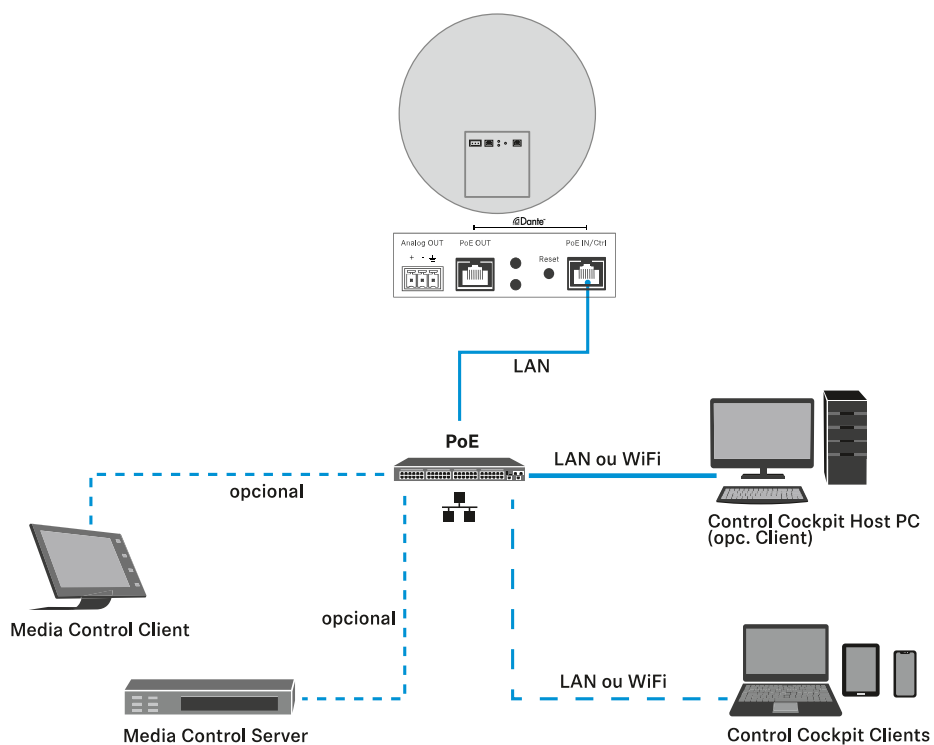 Dante
Analog OUT
PoE OUT
PoE IN/Ctrl
+ -
Reset
LAN
PoE
LAN ou WiFi
opcional
Control Cockpit Host PC
(opc. Client)
opcional
Media Control Client
LAN ou WiFi
Media Control Server
Control Cockpit Clients